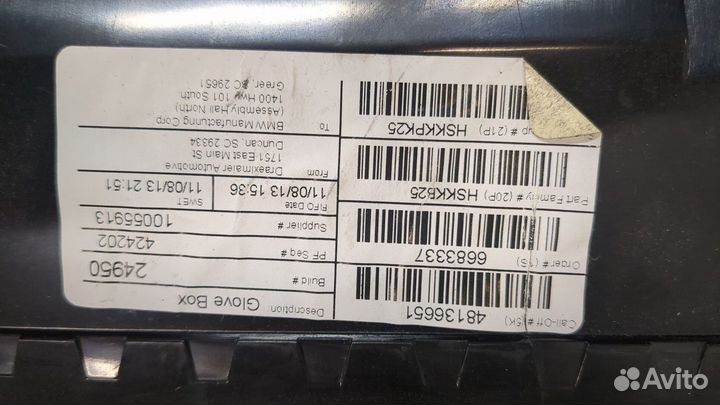 Description:
Glove Box
Build #
24950
PF Seq #
424202
Supplier #
10055913
FIFO Date
11/08/13 15:36
SWET
11/08/13 21:51
From
Draexlmaier Automotive
1751 East Main St
Duncan, SC 29334
To
BMW Manufacturing Corp
(Assembly Hall North)
1400 Hwy 101 South
Greer, SC 29651
Call-Off # (15K)
48136651
Order # (1S)
6683337
Part Family # (20P) HSKKB25
# (21P) HSKKPK25
Avito